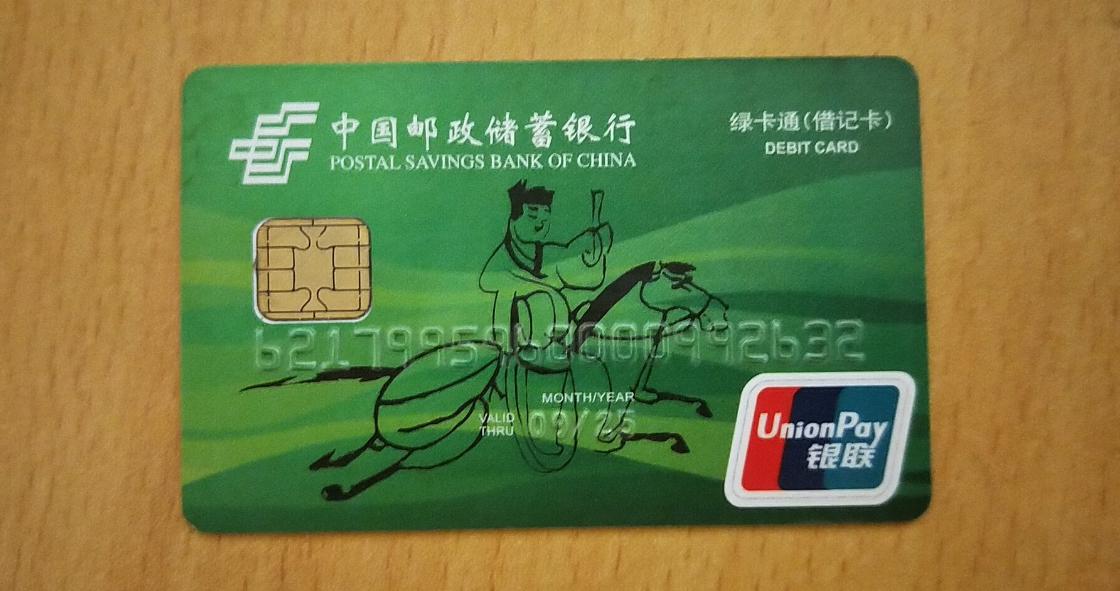 中国邮政储蓄银行
POSTAL SAVINGS BANK OF CHINA
绿卡通(借记卡)
DEBIT CARD
MONTH/YEAR
VALID
THRU 09/25
UnionPay
银联